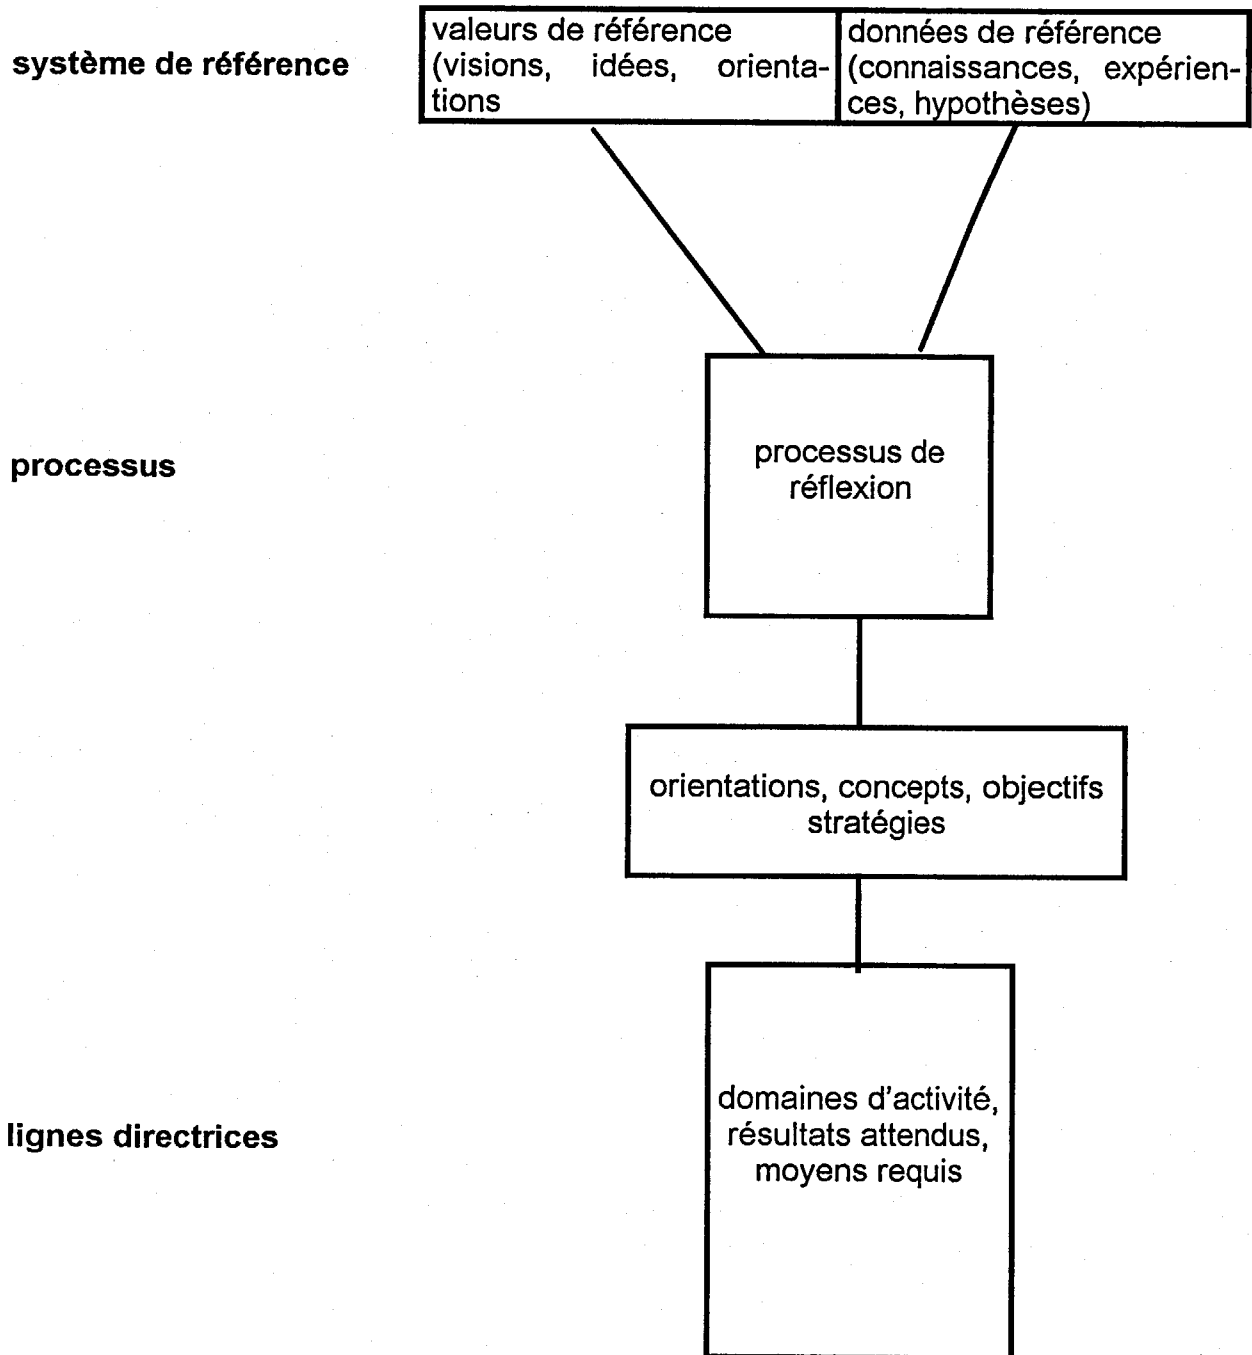 système de référence
valeurs de référence
(visions, idées, orienta-
tions
données de référence
(connaissances, expérien-
ces, hypothèses)
processus
processus de
réflexion
orientations, concepts, objectifs
stratégies
lignes directrices
domaines d'activité,
résultats attendus,
moyens requis